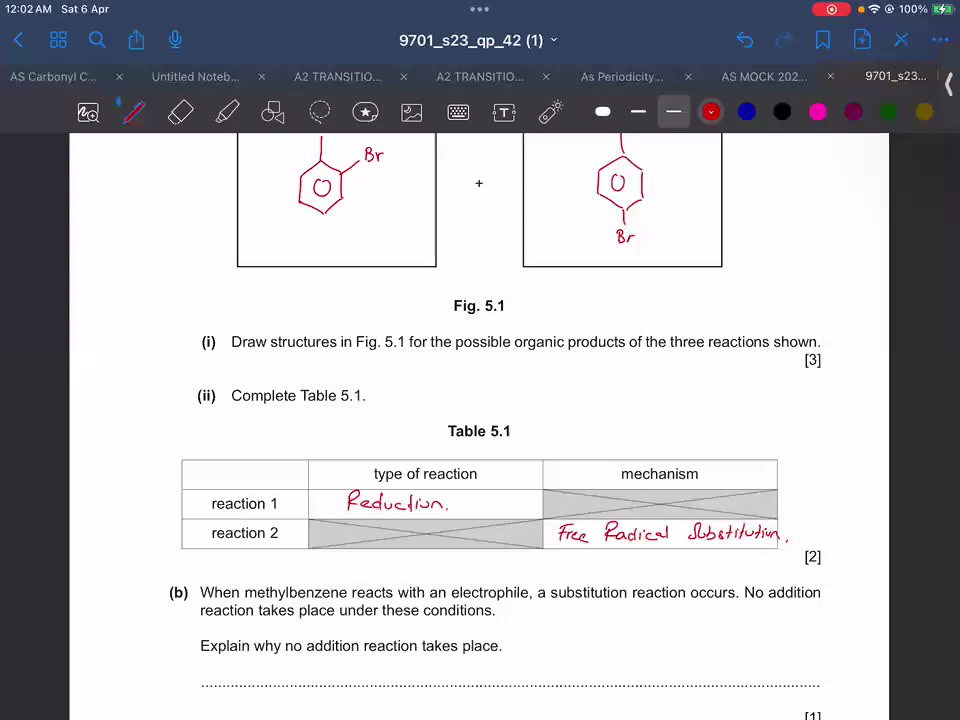 12:02 AM Sat 6 Apr
100%
9701_s23_qp_42 (1)
AS Carbonyl C...
Untitled Noteb...
A2 TRANSITIO...
A2 TRANSITIO...
As Periodicity...
AS MOCK 202...
9701_s23...
Br
+
Br
Fig. 5.1
(i) Draw structures in Fig. 5.1 for the possible organic products of the three reactions shown.
[3]
(ii) Complete Table 5.1.
Table 5.1
type of reaction mechanism
reaction 1 Reduction.
reaction 2 Free Radical Substitution.
[2]
(b) When methylbenzene reacts with an electrophile, a substitution reaction occurs. No addition
reaction takes place under these conditions.
Explain why no addition reaction takes place.
[1]